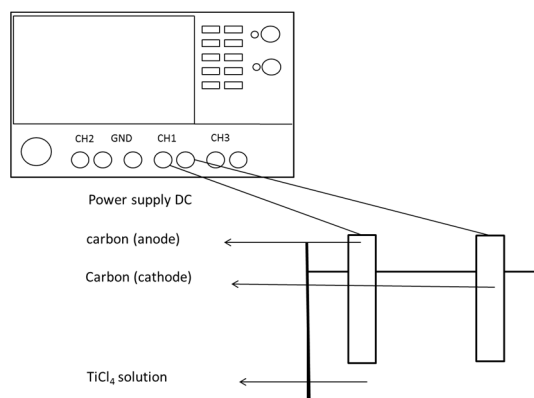 CH2 GND CH1 CH3
Power supply DC
carbon (anode)
Carbon (cathode)
TiCl₄ solution